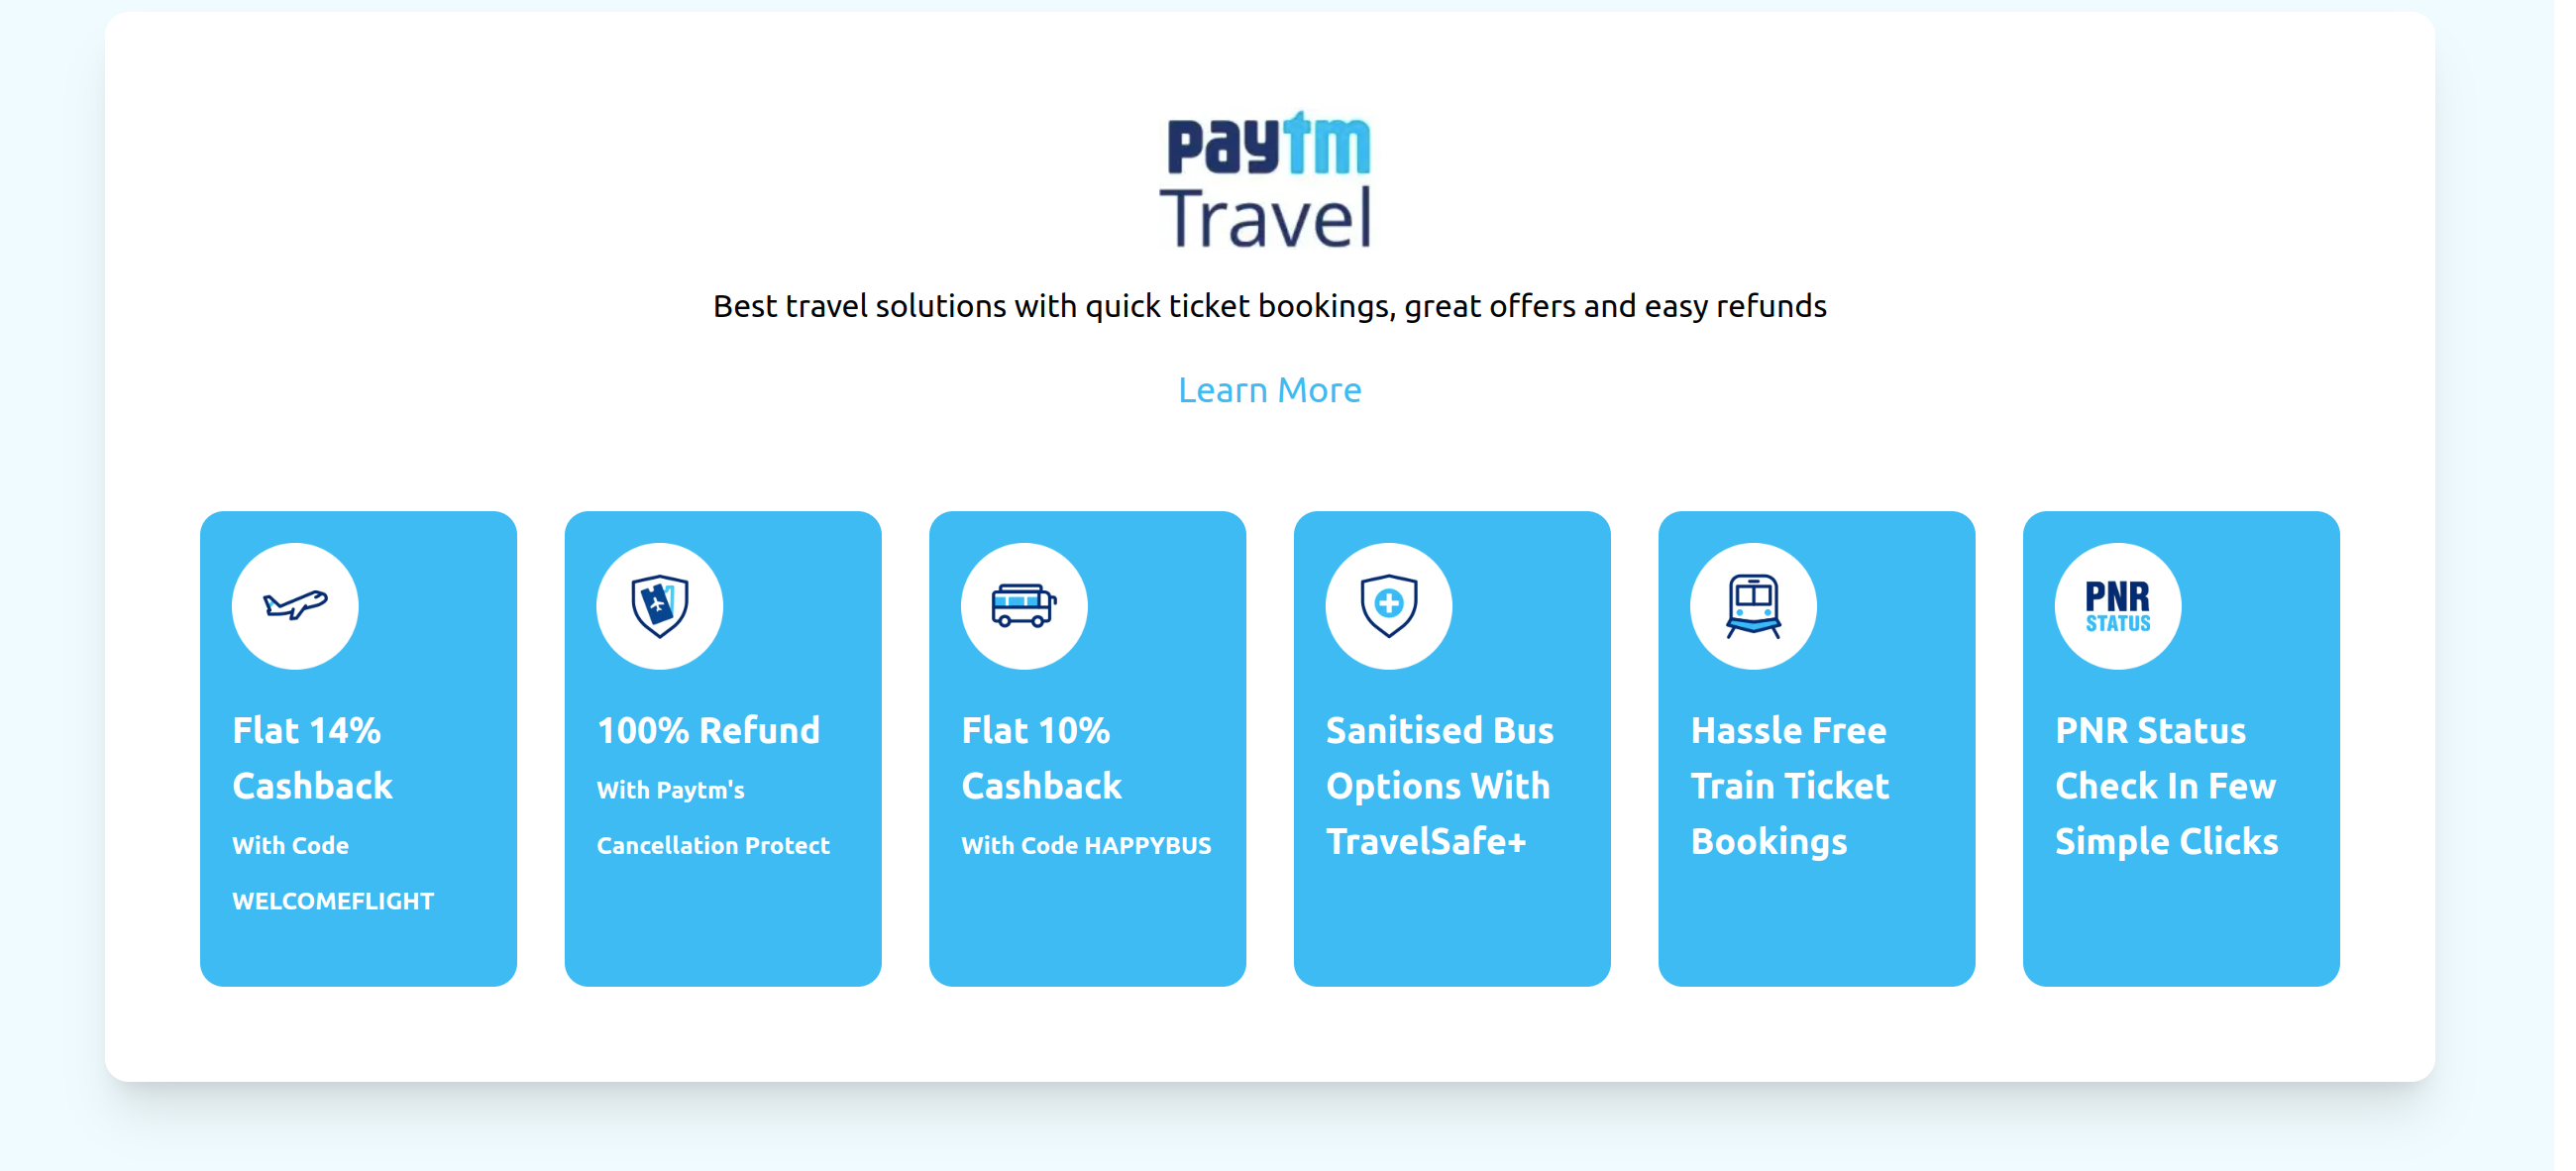 paytm
Travel
Best travel solutions with quick ticket bookings, great offers and easy refunds
Learn More
Flat 14%
Cashback
With Code
WELCOMEFLIGHT
100% Refund
With Paytm's
Cancellation Protect
Flat 10%
Cashback
With Code HAPPYBUS
Sanitised Bus
Options With
TravelSafe+
Hassle Free
Train Ticket
Bookings
PNR
STATUS
PNR Status
Check In Few
Simple Clicks